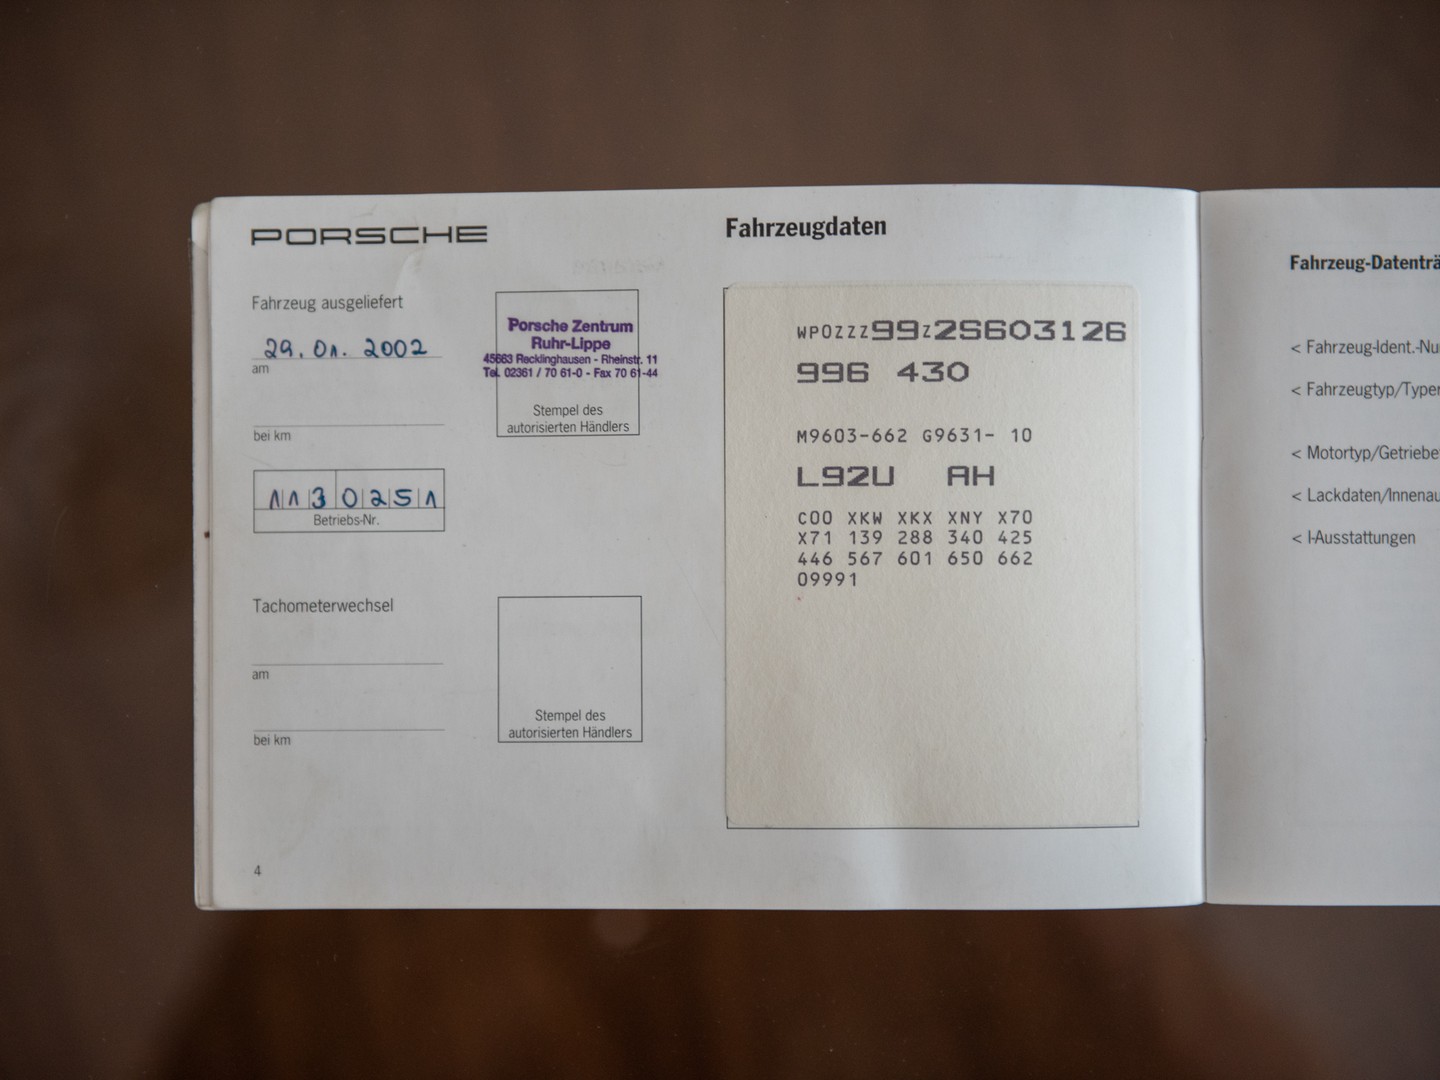 PORSCHE
Fahrzeug ausgeliefert
29. 01. 2002
am
bei km
1130251
Betriebs-Nr.
Porsche Zentrum
Ruhr-Lippe
45663 Recklinghausen - Rheinstr. 11
Tel. 02361 / 70 61-0 - Fax 70 61-44
Stempel des
autorisierten Händlers
Tachometerwechsel
am
bei km
Stempel des
autorisierten Händlers
4
Fahrzeugdaten
WPOZZZ99Z2S603126
996 430
M9603-662 G9631- 10
L92U AH
C00 XKW XKX XNY X70
X71 139 288 340 425
446 567 601 650 662
09991
Fahrzeug-Datenträ
< Fahrzeug-Ident.-Nu
< Fahrzeugtyp/Typen
< Motortyp/Getriebe
< Lackdaten/Innenau
< I-Ausstattungen